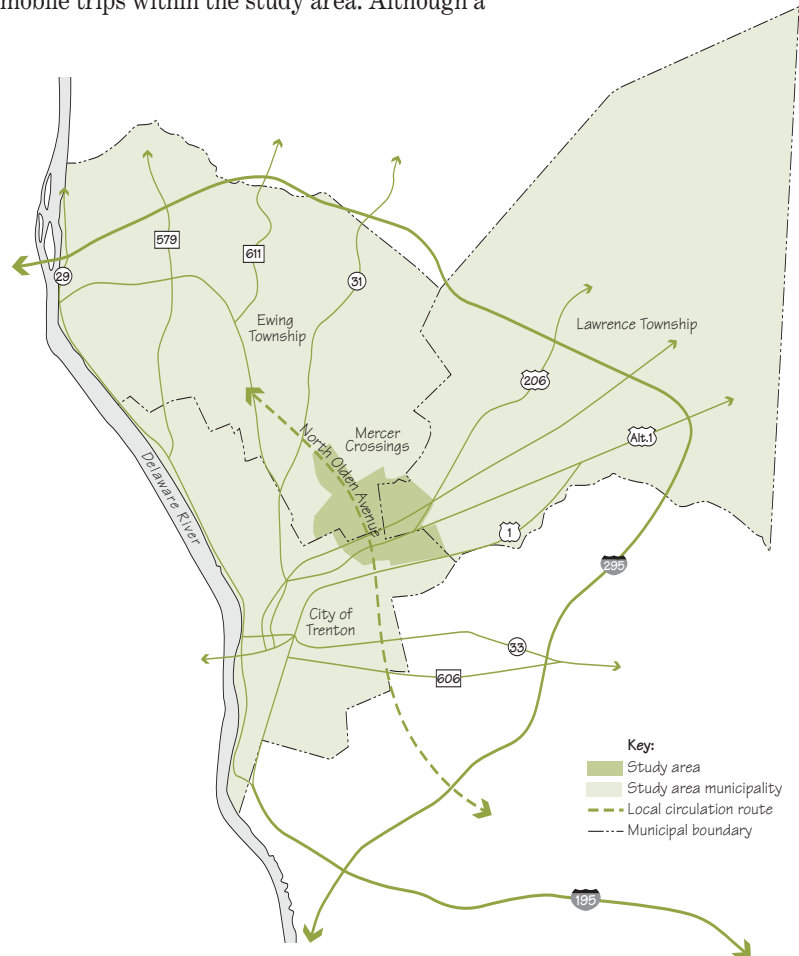 mobile trips within the study area. Although a
579
611
29
31
Ewing
Township
Lawrence Township
206
Mercer
Crossings
North Olden Avenue
Alt.1
Delaware River
1
295
City of
Trenton
33
606
Key:
Study area
Study area municipality
Local circulation route
Municipal boundary
195